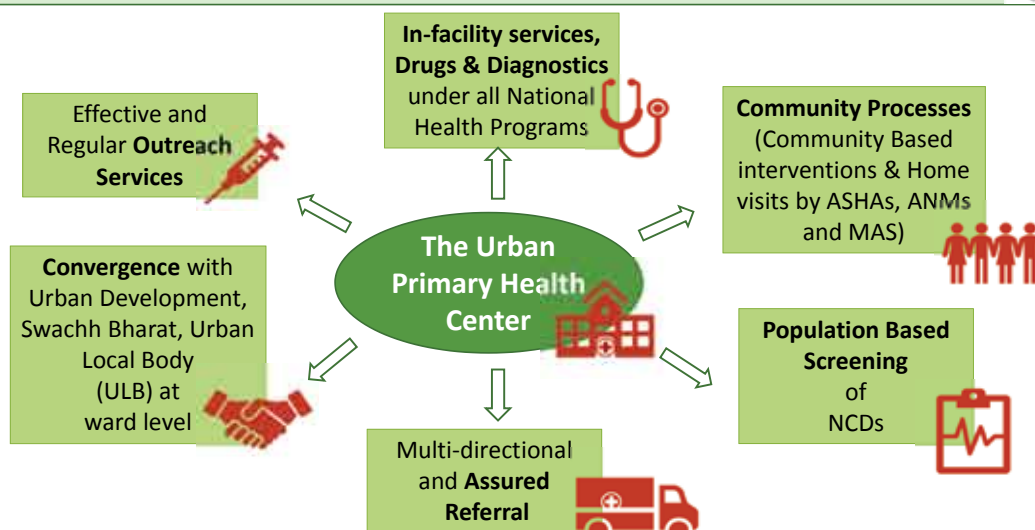 In-facility services,
Drugs & Diagnostics
under all National
Health Programs
Effective and
Regular Outreach
Services
Community Processes
(Community Based
interventions & Home
visits by ASHAs, ANMs
and MAS)
The Urban
Primary Health
Center
Convergence with
Urban Development,
Swachh Bharat, Urban
Local Body
(ULB) at
ward level
Population Based
Screening
of
NCDs
Multi-directional
and Assured
Referral